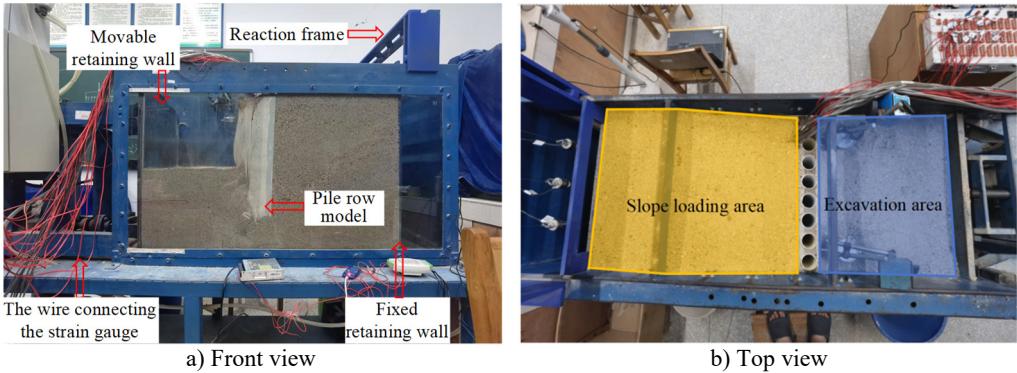 Movable
retaining wall
Reaction frame
Pile row
model
The wire connecting
the strain gauge
Fixed
retaining wall
a) Front view
Slope loading area
Excavation area
b) Top view